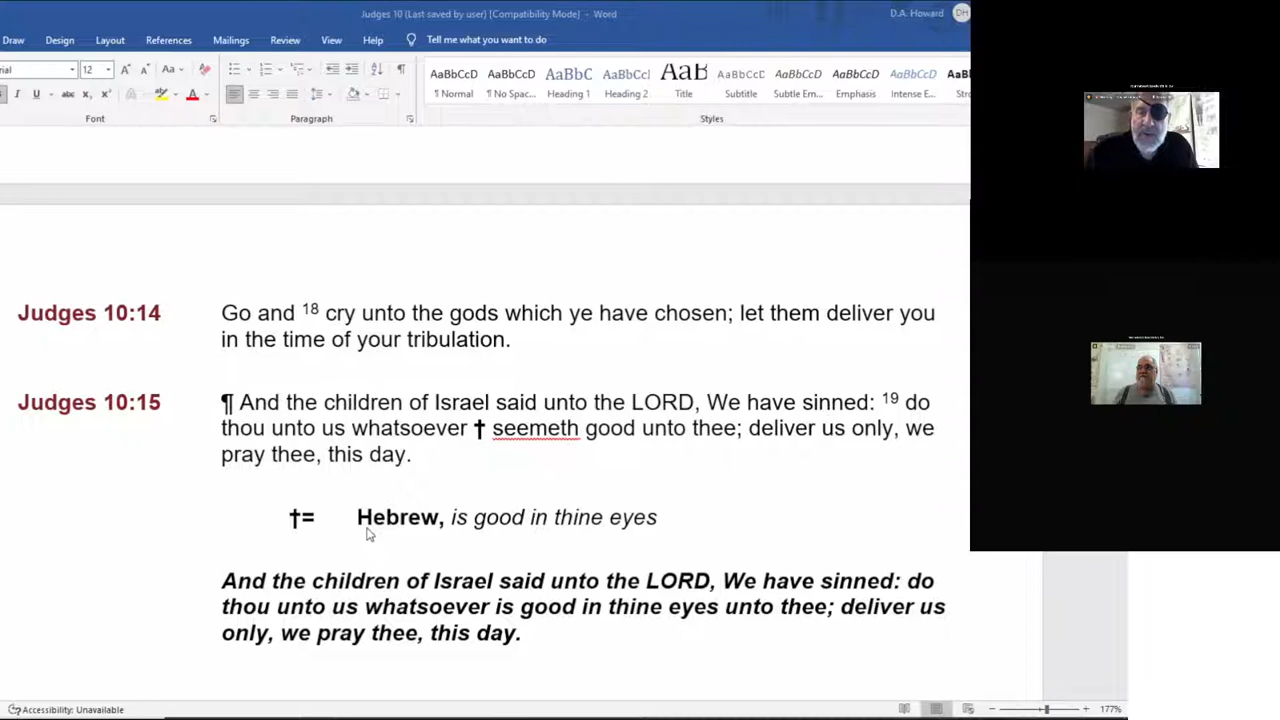 Judges 10 (Last saved by user) [Compatibility Mode] - Word
D.A. Howard DH
Draw Design Layout References Mailings Review View Help Tell me what you want to do
rial 12 Aa
AaBbCcD AaBbCcD AaBbC AaBbCcI AaB AaBbCcD AaBbCcD AaBbCcD AaBbCcD AaBb
¶ Normal ¶ No Spac... Heading 1 Heading 2 Title Subtitle Subtle Em... Emphasis Intense E... Stro
Font Paragraph Styles
Judges 10:14 Go and 18 cry unto the gods which ye have chosen; let them deliver you
in the time of your tribulation.
Judges 10:15 ¶ And the children of Israel said unto the LORD, We have sinned: 19 do
thou unto us whatsoever † seemeth good unto thee; deliver us only, we
pray thee, this day.
†= Hebrew, is good in thine eyes
And the children of Israel said unto the LORD, We have sinned: do
thou unto us whatsoever is good in thine eyes unto thee; deliver us
only, we pray thee, this day.
Accessibility: Unavailable
177%